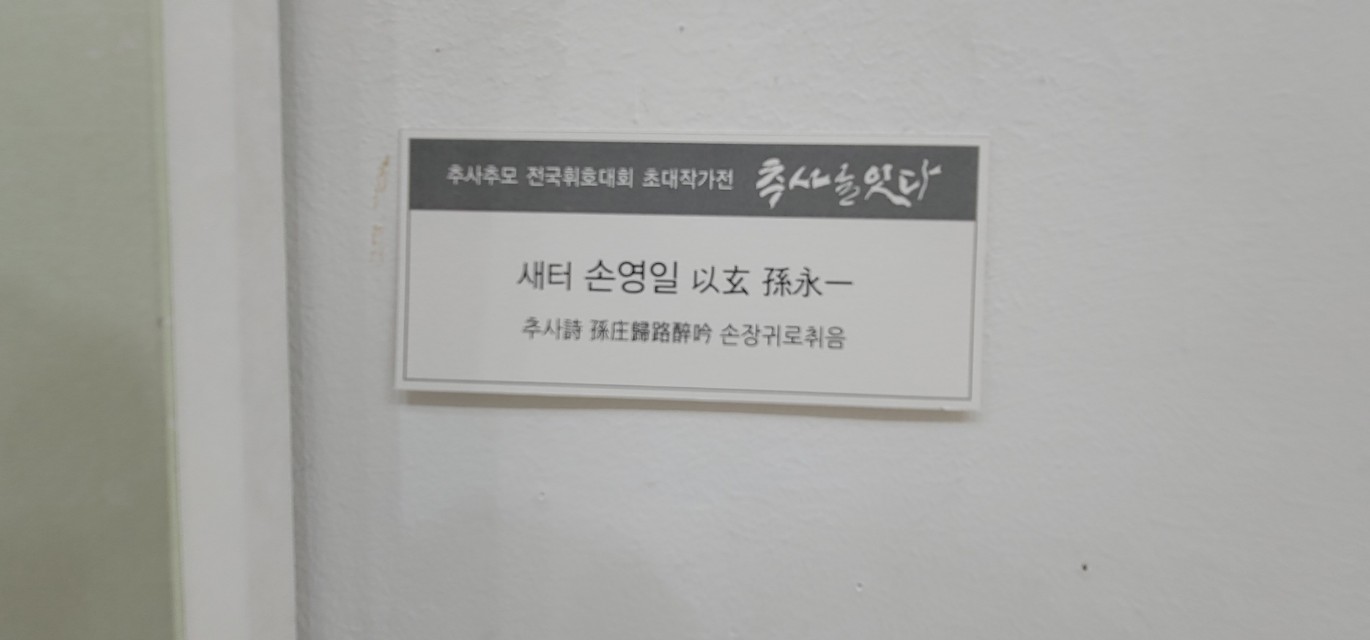 추사추모 전국휘호대회 초대작가전 추사를 잇다
새터 손영일 以玄 孫永一
추사詩 孫庄歸路醉吟 손장귀로취음